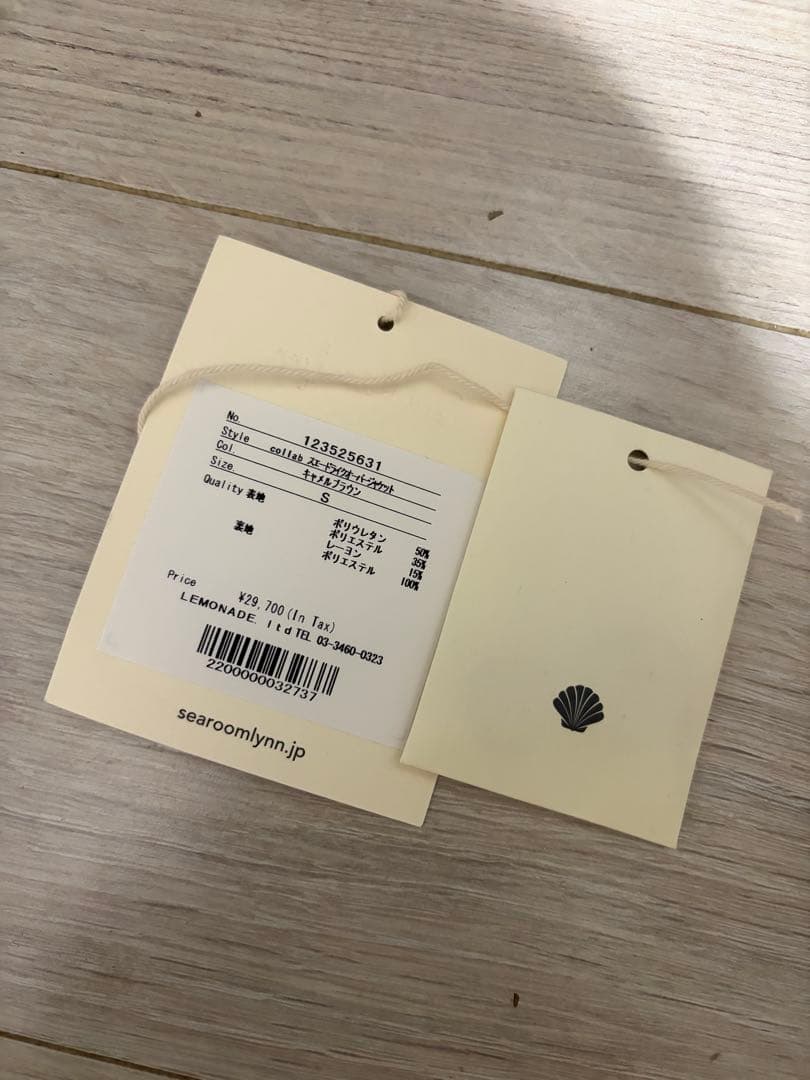 No. 123525631
Style collab スエードライクオーバージャケット
Col. キャメルブラウン
Size. S
Quality 表地
ポリウレタン 50%
ポリエステル 35%
レーヨン 15%
裏地 ポリエステル 100%
Price ¥29,700(In Tax)
LEMONADE. ltd TEL 03-3460-0323
2200000032737
searoomlynn.jp